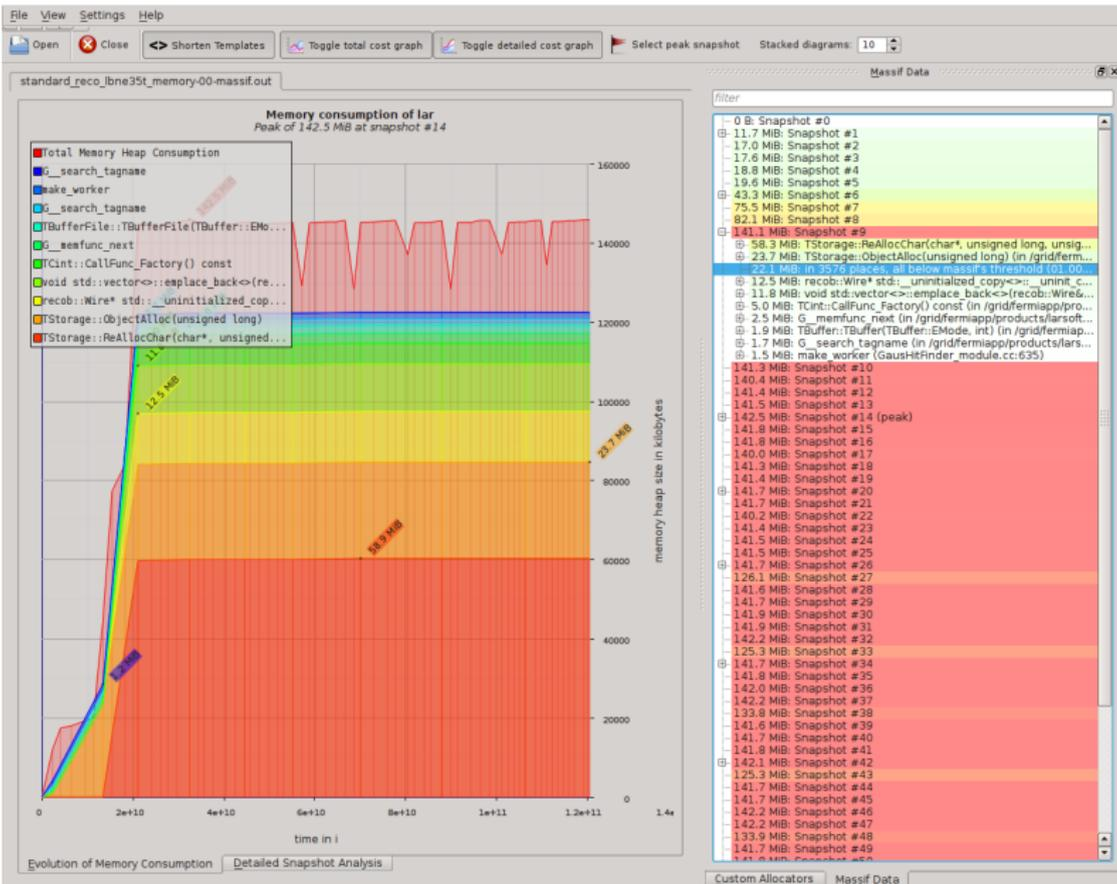 File View Settings Help
Open Close <> Shorten Templates Toggle total cost graph Toggle detailed cost graph Select peak snapshot Stacked diagrams: 10
standard_reco_lbne35t_memory-00-massif.out
Memory consumption of lar
Peak of 142.5 MiB at snapshot #14
Total Memory Heap Consumption
G__search_tagname
make_worker
G__search_tagname
TBufferFile::TBufferFile(TBuffer::EMo...
G__memfunc_next
TCint::CallFunc_Factory() const
void std::vector<>::emplace_back<>(re...
recob::Wire* std::__uninitialized_cop...
TStorage::ObjectAlloc(unsigned long)
TStorage::ReAllocChar(char*, unsigned...
142.5 MiB
12.5 MiB
23.7 MiB
58.9 MiB
1.2 MiB
160000
140000
120000
100000
80000
60000
40000
20000
0
memory heap size in kilobytes
0 2e+10 4e+10 6e+10 8e+10 1e+11 1.2e+11 1.4e
time in i
Evolution of Memory Consumption Detailed Snapshot Analysis
Massif Data
filter
0 B: Snapshot #0
11.7 MiB: Snapshot #1
17.0 MiB: Snapshot #2
17.6 MiB: Snapshot #3
18.8 MiB: Snapshot #4
19.6 MiB: Snapshot #5
43.3 MiB: Snapshot #6
75.5 MiB: Snapshot #7
82.1 MiB: Snapshot #8
141.1 MiB: Snapshot #9
58.3 MiB: TStorage::ReAllocChar(char*, unsigned long, unsig...
23.7 MiB: TStorage::ObjectAlloc(unsigned long) (in /grid/ferm...
22.1 MiB: in 3576 places, all below massif's threshold (01.00...
12.5 MiB: recob::Wire* std::__uninitialized_copy<>::__uninit_c...
11.8 MiB: void std::vector<>::emplace_back<>(recob::Wire&...
5.0 MiB: TCint::CallFunc_Factory() const (in /grid/fermiapp/pro...
2.5 MiB: G__memfunc_next (in /grid/fermiapp/products/larsoft...
1.9 MiB: TBuffer::TBuffer(TBuffer::EMode, int) (in /grid/fermiap...
1.7 MiB: G__search_tagname (in /grid/fermiapp/products/lars...
1.5 MiB: make_worker (GausHitFinder_module.cc:635)
141.3 MiB: Snapshot #10
140.4 MiB: Snapshot #11
141.4 MiB: Snapshot #12
141.5 MiB: Snapshot #13
142.5 MiB: Snapshot #14 (peak)
141.8 MiB: Snapshot #15
141.8 MiB: Snapshot #16
140.0 MiB: Snapshot #17
141.3 MiB: Snapshot #18
141.4 MiB: Snapshot #19
141.7 MiB: Snapshot #20
141.7 MiB: Snapshot #21
140.2 MiB: Snapshot #22
141.4 MiB: Snapshot #23
141.5 MiB: Snapshot #24
141.5 MiB: Snapshot #25
141.7 MiB: Snapshot #26
126.1 MiB: Snapshot #27
141.6 MiB: Snapshot #28
141.7 MiB: Snapshot #29
141.9 MiB: Snapshot #30
141.9 MiB: Snapshot #31
142.2 MiB: Snapshot #32
125.3 MiB: Snapshot #33
141.7 MiB: Snapshot #34
141.8 MiB: Snapshot #35
142.0 MiB: Snapshot #36
142.2 MiB: Snapshot #37
133.8 MiB: Snapshot #38
141.6 MiB: Snapshot #39
141.7 MiB: Snapshot #40
141.8 MiB: Snapshot #41
142.1 MiB: Snapshot #42
125.3 MiB: Snapshot #43
141.7 MiB: Snapshot #44
141.7 MiB: Snapshot #45
142.2 MiB: Snapshot #46
142.2 MiB: Snapshot #47
133.9 MiB: Snapshot #48
141.7 MiB: Snapshot #49
Custom Allocators Massif Data